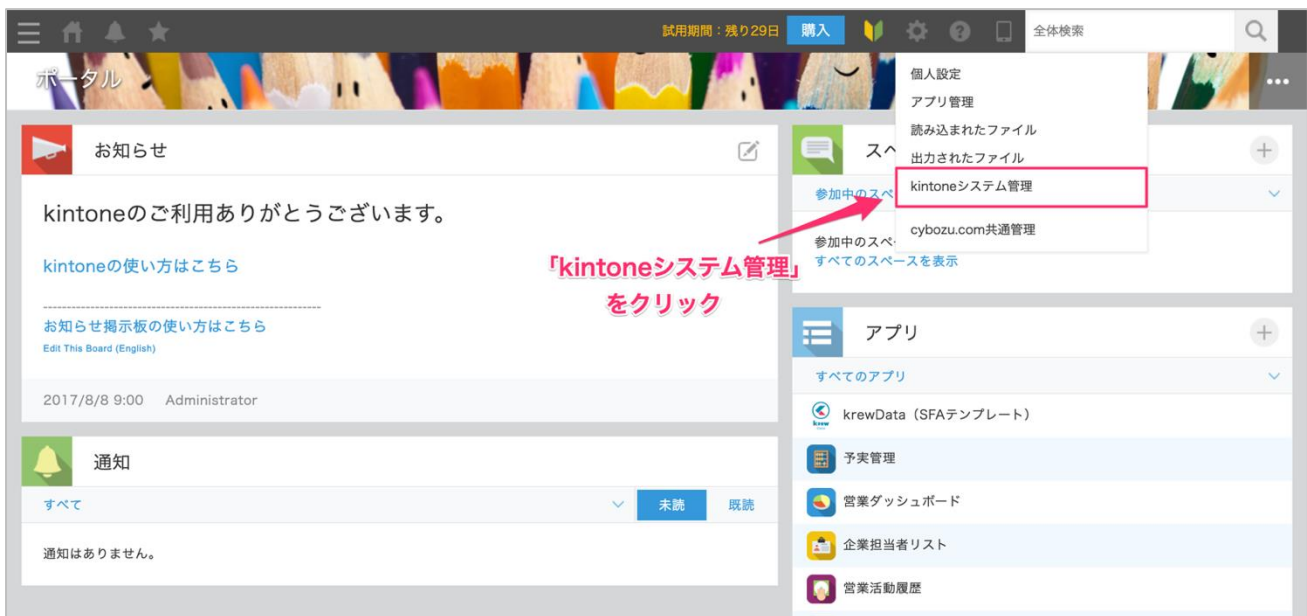 試用期間：残り29日
購入
全体検索
ポータル
個人設定
アプリ管理
読み込まれたファイル
出力されたファイル
kintoneシステム管理
cybozu.com共通管理
お知らせ
kintoneのご利用ありがとうございます。
kintoneの使い方はこちら
お知らせ掲示板の使い方はこちら
Edit This Board (English)
2017/8/8 9:00 Administrator
「kintoneシステム管理」
をクリック
通知
すべて
未読
既読
通知はありません。
スペ
参加中のスペ
参加中のスペ
すべてのスペースを表示
アプリ
すべてのアプリ
krew
krewData（SFAテンプレート）
予実管理
営業ダッシュボード
企業担当者リスト
営業活動履歴